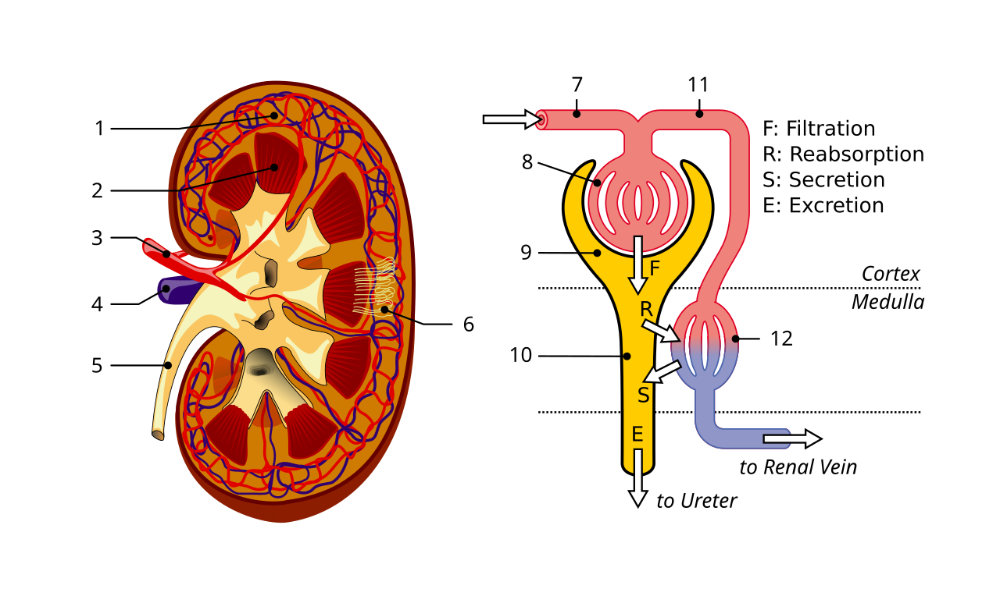 1
2
3
4
5
6
7
11
8
9
10
12
F: Filtration
R: Reabsorption
S: Secretion
E: Excretion
F
R
S
E
Cortex
Medulla
to Renal Vein
to Ureter